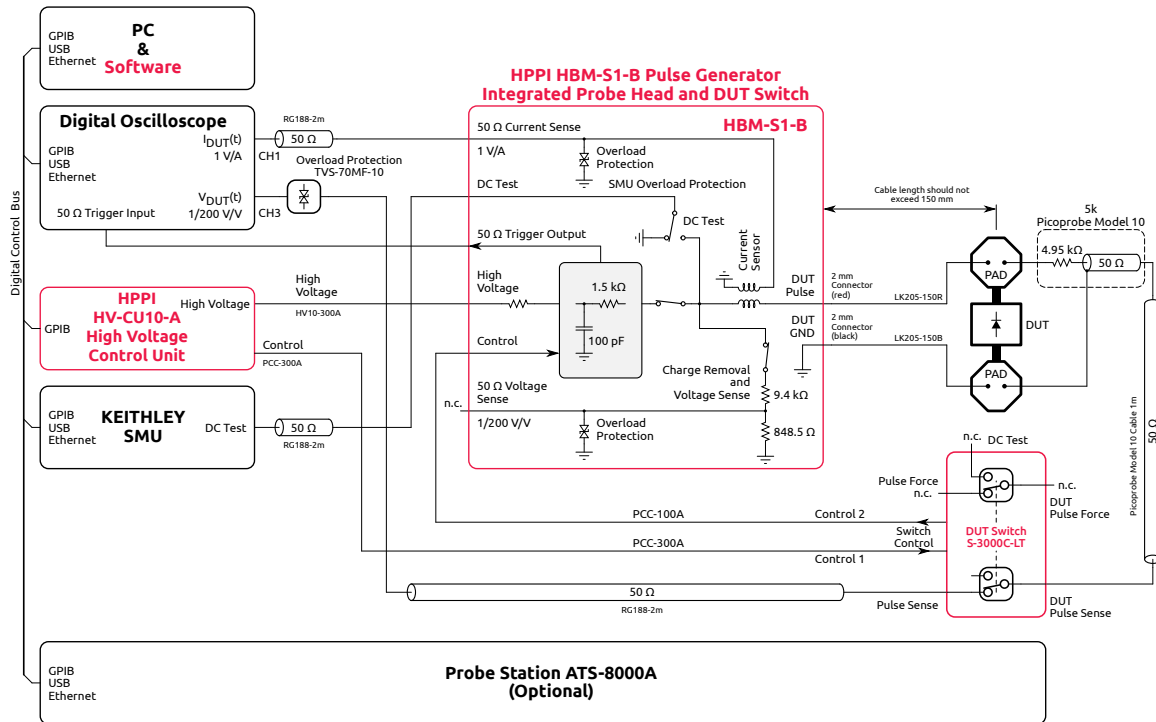 GPIB
USB
Ethernet
PC
&
Software
Digital Control Bus
Digital Oscilloscope
GPIB
USB
Ethernet
I_DUT(t)
1 V/A
CH1
V_DUT(t)
1/200 V/V
CH3
50 Ω Trigger Input
RG188-2m
50 Ω
Overload Protection
TVS-70MF-10
HPPI
HV-CU10-A
High Voltage
Control Unit
GPIB
High Voltage
Control
High
Voltage
HV10-300A
PCC-300A
GPIB
USB
Ethernet
KEITHLEY
SMU
DC Test
50 Ω
RG188-2m
HPPI HBM-S1-B Pulse Generator
Integrated Probe Head and DUT Switch
HBM-S1-B
50 Ω Current Sense
1 V/A
Overload
Protection
DC Test
SMU Overload Protection
DC Test
50 Ω Trigger Output
Current
Sensor
High
Voltage
1.5 kΩ
100 pF
DUT
Pulse
DUT
GND
Control
Charge Removal
and
Voltage Sense
9.4 kΩ
848.5 Ω
50 Ω Voltage
Sense
n.c.
1/200 V/V
Overload
Protection
Cable length should not
exceed 150 mm
2 mm
Connector
(red)
LK205-150R
2 mm
Connector
(black)
LK205-150B
5k
Picoprobe Model 10
4.95 kΩ
50 Ω
PAD
DUT
PAD
Picoprobe Model 10 Cable 1m
50 Ω
n.c.
DC Test
Pulse Force
n.c.
n.c.
DUT
Pulse Force
PCC-100A
Control 2
Switch
Control
DUT Switch
S-3000C-LT
PCC-300A
Control 1
50 Ω
RG188-2m
Pulse Sense
DUT
Pulse Sense
GPIB
USB
Ethernet
Probe Station ATS-8000A
(Optional)